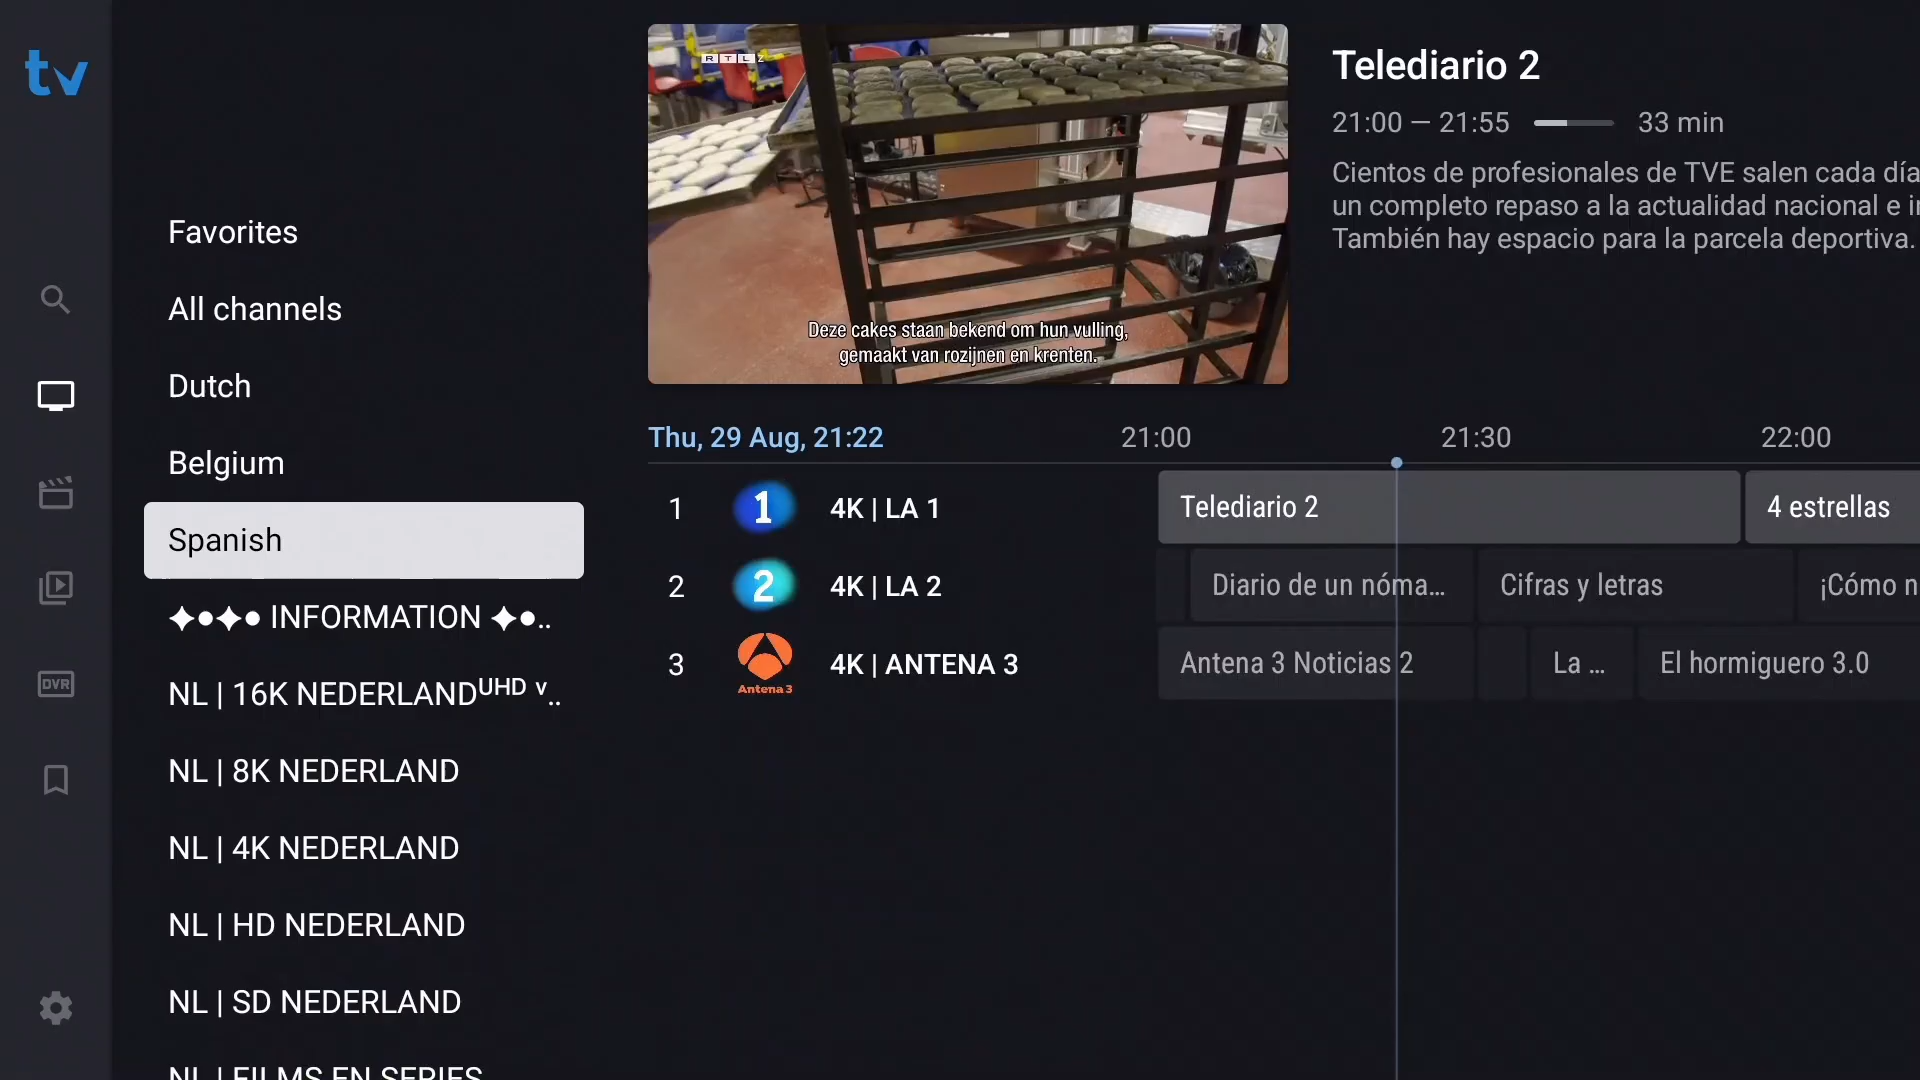 tv
Favorites
All channels
Dutch
Belgium
Spanish
✦●✦● INFORMATION ✦●..
NL | 16K NEDERLANDᵁᴴᴰ ᵛ..
NL | 8K NEDERLAND
NL | 4K NEDERLAND
NL | HD NEDERLAND
NL | SD NEDERLAND
NL | FILMS EN SERIES
DVR
RTL Z
Deze cakes staan bekend om hun vulling,
gemaakt van rozijnen en krenten.
Telediario 2
21:00 — 21:55 33 min
Cientos de profesionales de TVE salen cada día
un completo repaso a la actualidad nacional e in
También hay espacio para la parcela deportiva.
Thu, 29 Aug, 21:22 21:00 21:30 22:00
1 1 4K | LA 1 Telediario 2 4 estrellas
2 2 4K | LA 2 Diario de un nóma... Cifras y letras ¡Cómo n
3 Antena 3 4K | ANTENA 3 Antena 3 Noticias 2 La ... El hormiguero 3.0